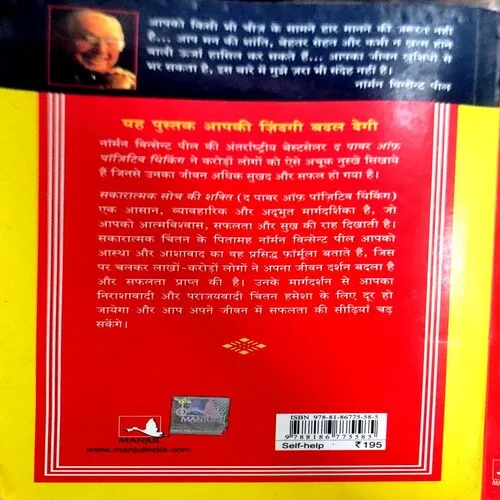 आपको किसी भी चीज़ के सामने हार मानने की ज़रूरत नहीं
है... आप मन की शांति, बेहतर सेहत और कभी न ख़त्म होने
वाली ऊर्जा हासिल कर सकते हैं... आपका जीवन खुशियों से
भर सकता है, इस बारे में मुझे ज़रा भी संदेह नहीं है।
नॉर्मन विन्सेन्ट पील
यह पुस्तक आपकी ज़िंदगी बदल देगी
नॉर्मन विन्सेन्ट पील की अंतर्राष्ट्रीय बेस्टसेलर द पावर ऑफ़
पॉज़िटिव थिंकिंग ने करोड़ों लोगों को ऐसे अचूक नुस्ख़े सिखाये
हैं जिनसे उनका जीवन अधिक सुखद और सफल हो गया है।
सकारात्मक सोच की शक्ति (द पावर ऑफ़ पॉज़िटिव थिंकिंग)
एक आसान, व्यावहारिक और अद्भुत मार्गदर्शिका है, जो
आपको आत्मविश्वास, सफलता और सुख की राह दिखाती है।
सकारात्मक चिंतन के पितामह नॉर्मन विन्सेन्ट पील आपको
आस्था और आशावाद का वह प्रसिद्ध फ़ॉर्मूला बताते हैं, जिस
पर चलकर लाखों-करोड़ों लोगों ने अपना जीवन दर्शन बदला है
और सफलता प्राप्त की है। उनके मार्गदर्शन से आपका
निराशावादी और पराजयवादी चिंतन हमेशा के लिए दूर हो
जायेगा और आप अपने जीवन में सफलता की सीढ़ियाँ चढ़
सकेंगे।
MANJUL
www.manjulindia.com
MANJUL
ISBN 978-81-86775-58-5
9 788186 775585
Self-help ₹ 195